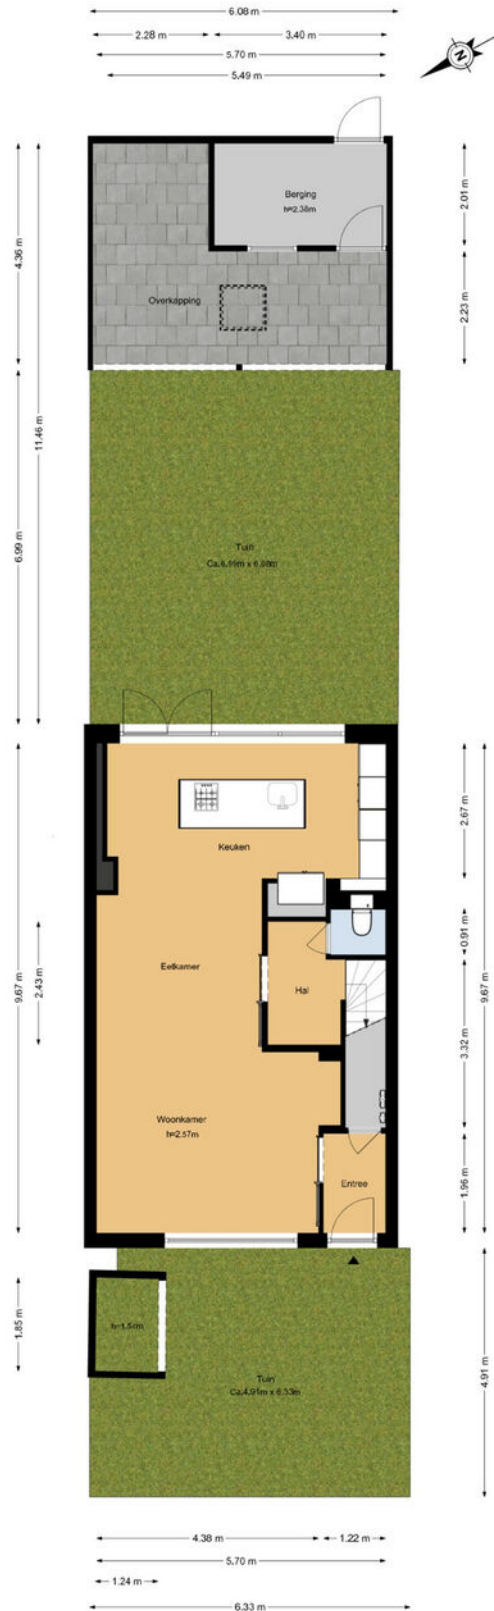 6.08 m
2.28 m
3.40 m
5.70 m
5.49 m
N
Berging
h=2.38m
2.01 m
4.36 m
2.23 m
Overkapping
11.46 m
6.99 m
Tuin
Ca.6.99m x 6.08m
2.67 m
Keuken
0.91 m
Eetkamer
Hal
9.67 m
2.43 m
9.67 m
3.32 m
Woonkamer
h=2.57m
Entree
1.96 m
h=1.54m
1.85 m
Tuin
Ca.4.91m x 6.33m
4.91 m
4.38 m
1.22 m
5.70 m
1.24 m
6.33 m